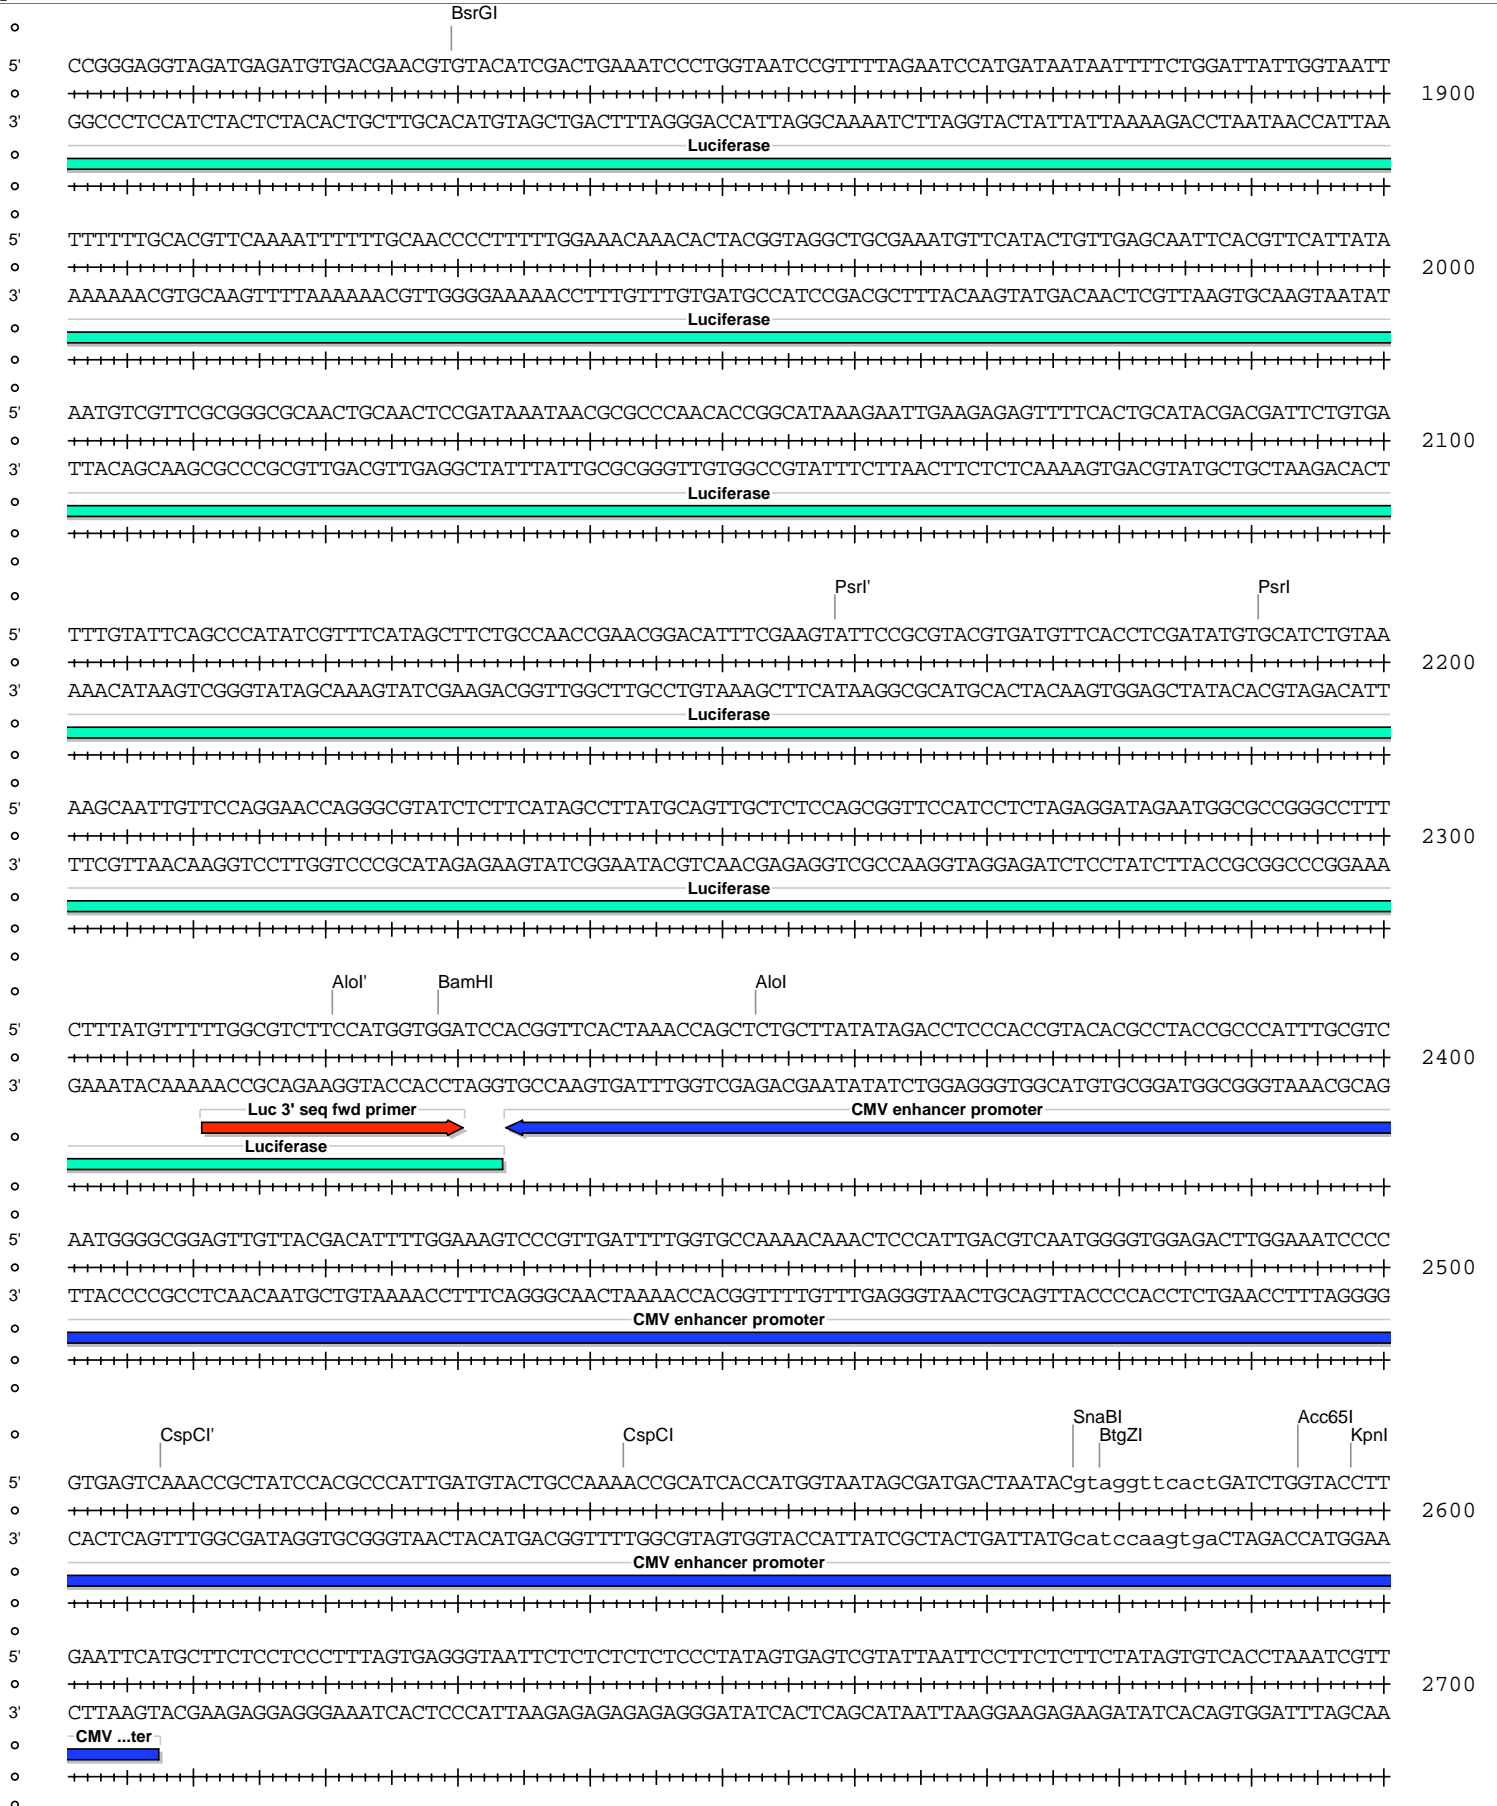 BsrGI
5' CCGGGAGGTAGATGAGATGTGACGAACGTGTACATCGACTGAAATCCCTGGTAATCCGTTTTAGAATCCATGATAATAATTTTCTGGATTATTGGTAATT
1900
3' GGCCCTCCATCTACTCTACACTGCTTGCACATGTAGCTGACTTTAGGGACCATTAGGCAAAATCTTAGGTACTATTATTAAAAGACCTAATAACCATTAA
Luciferase
5' TTTTTTGCACGTTCAAAATTTTTTGCAACCCCTTTTTGGAAACAAACACTACGGTAGGCTGCGAAATGTTCATACTGTTGAGCAATTCACGTTCATTATA
2000
3' AAAAAACGTGCAAGTTTTAAAAAACGTTGGGGAAAAACCTTTGTTTGTGATGCCATCCGACGCTTTACAAGTATGACAACTCGTTAAGTGCAAGTAATAT
Luciferase
5' AATGTCGTTCGCGGGCGCAACTGCAACTCCGATAAATAACGCGCCCAACACCGGCATAAAGAATTGAAGAGAGTTTTCACTGCATACGACGATTCTGTGA
2100
3' TTACAGCAAGCGCCCGCGTTGACGTTGAGGCTATTTATTGCGCGGGTTGTGGCCGTATTTCTTAACTTCTCTCAAAAGTGACGTATGCTGCTAAGACACT
Luciferase
PsrI' PsrI
5' TTTGTATTCAGCCCATATCGTTTCATAGCTTCTGCCAACCGAACGGACATTTCGAAGTATTCCGCGTACGTGATGTTCACCTCGATATGTGCATCTGTAA
2200
3' AAACATAAGTCGGGTATAGCAAAGTATCGAAGACGGTTGGCTTGCCTGTAAAGCTTCATAAGGCGCATGCACTACAAGTGGAGCTATACACGTAGACATT
Luciferase
5' AAGCAATTGTTCCAGGAACCAGGGCGTATCTCTTCATAGCCTTATGCAGTTGCTCTCCAGCGGTTCCATCCTCTAGAGGATAGAATGGCGCCGGGCCTTT
2300
3' TTCGTTAACAAGGTCCTTGGTCCCGCATAGAGAAGTATCGGAATACGTCAACGAGAGGTCGCCAAGGTAGGAGATCTCCTATCTTACCGCGGCCCGGAAA
Luciferase
AloI' BamHI AloI
5' CTTTATGTTTTTGGCGTCTTCCATGGTGGATCCACGGTTCACTAAACCAGCTCTGCTTATATAGACCTCCCACCGTACACGCCTACCGCCCATTTGCGTC
2400
3' GAAATACAAAAACCGCAGAAGGTACCACCTAGGTGCCAAGTGATTTGGTCGAGACGAATATATCTGGAGGGTGGCATGTGCGGATGGCGGGTAAACGCAG
Luc 3' seq fwd primer CMV enhancer promoter
Luciferase
5' AATGGGGCGGAGTTGTTACGACATTTTGGAAAGTCCCGTTGATTTTGGTGCCAAAACAAACTCCCATTGACGTCAATGGGGTGGAGACTTGGAAATCCCC
2500
3' TTACCCCGCCTCAACAATGCTGTAAAACCTTTCAGGGCAACTAAAACCACGGTTTTGTTTGAGGGTAACTGCAGTTACCCCACCTCTGAACCTTTAGGGG
CMV enhancer promoter
SnaBI Acc65I
CspCI' CspCI BtgZI KpnI
5' GTGAGTCAAACCGCTATCCACGCCCATTGATGTACTGCCAAAACCGCATCACCATGGTAATAGCGATGACTAATACgtaggttcactGATCTGGTACCTT
2600
3' CACTCAGTTTGGCGATAGGTGCGGGTAACTACATGACGGTTTTGGCGTAGTGGTACCATTATCGCTACTGATTATGcatccaagtgaCTAGACCATGGAA
CMV enhancer promoter
5' GAATTCATGCTTCTCCTCCCTTTAGTGAGGGTAATTCTCTCTCTCTCCCTATAGTGAGTCGTATTAATTCCTTCTCTTCTATAGTGTCACCTAAATCGTT
2700
3' CTTAAGTACGAAGAGGAGGGAAATCACTCCCATTAAGAGAGAGAGAGGGATATCACTCAGCATAATTAAGGAAGAGAAGATATCACAGTGGATTTAGCAA
CMV ...ter